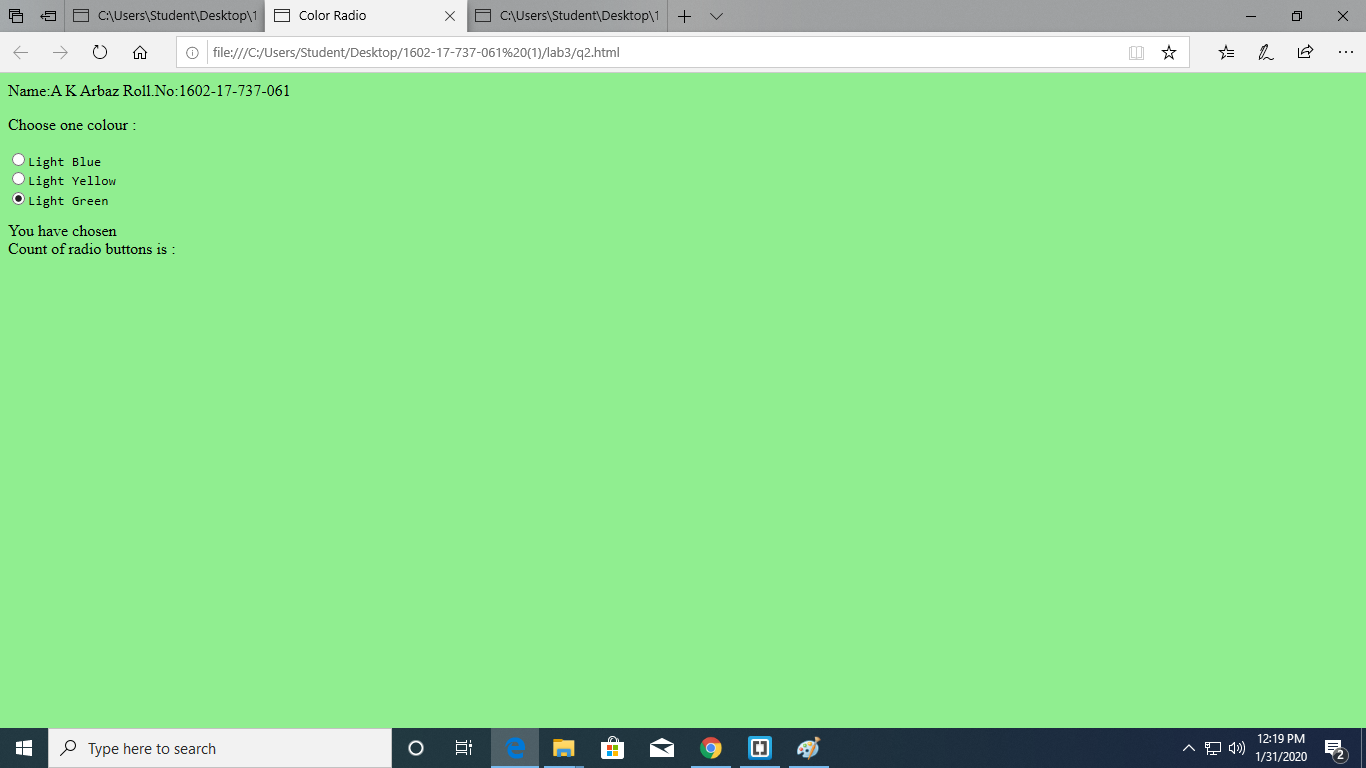 C:\Users\Student\Desktop\1
Color Radio
C:\Users\Student\Desktop\1
file:///C:/Users/Student/Desktop/1602-17-737-061%20(1)/lab3/q2.html
Name:A K Arbaz Roll.No:1602-17-737-061
Choose one colour :
Light Blue
Light Yellow
Light Green
You have chosen
Count of radio buttons is :
Type here to search
12:19 PM
1/31/2020
2